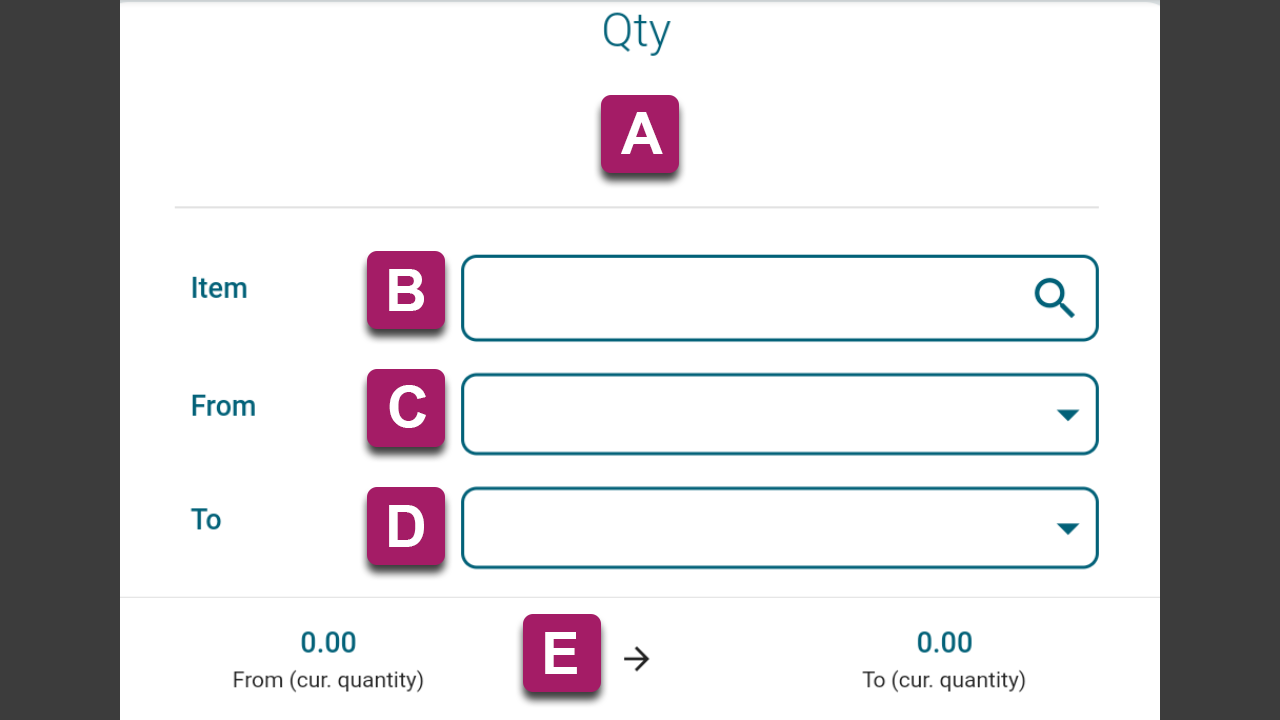 Qty
A
Item B
From C
To D
0.00 E → 0.00
From (cur. quantity) To (cur. quantity)